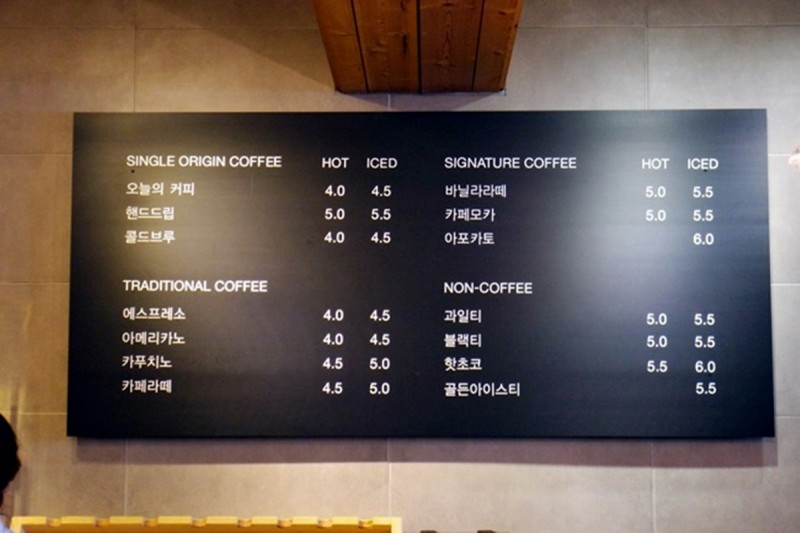 SINGLE ORIGIN COFFEE HOT ICED
오늘의 커피 4.0 4.5
핸드드립 5.0 5.5
콜드브루 4.0 4.5
TRADITIONAL COFFEE
에스프레소 4.0 4.5
아메리카노 4.0 4.5
카푸치노 4.5 5.0
카페라떼 4.5 5.0
SIGNATURE COFFEE HOT ICED
바닐라라떼 5.0 5.5
카페모카 5.0 5.5
아포카토 6.0
NON-COFFEE
과일티 5.0 5.5
블랙티 5.0 5.5
핫초코 5.5 6.0
골든아이스티 5.5